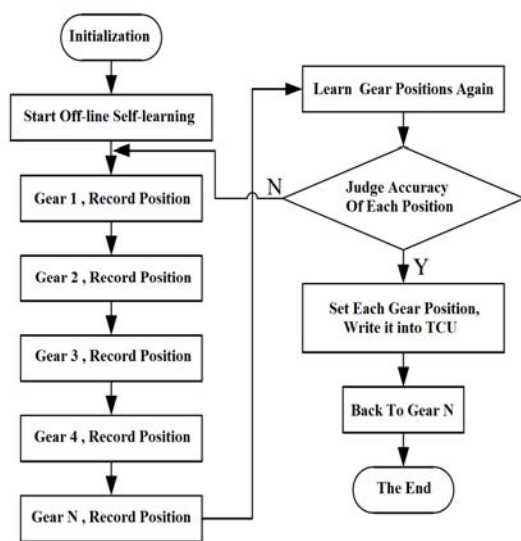 Initialization
Start Off-line Self-learning
Gear 1 , Record Position
Gear 2 , Record Position
Gear 3 , Record Position
Gear 4 , Record Position
Gear N , Record Position
Learn Gear Positions Again
Judge Accuracy
Of Each Position
N
Y
Set Each Gear Position,
Write it into TCU
Back To Gear N
The End